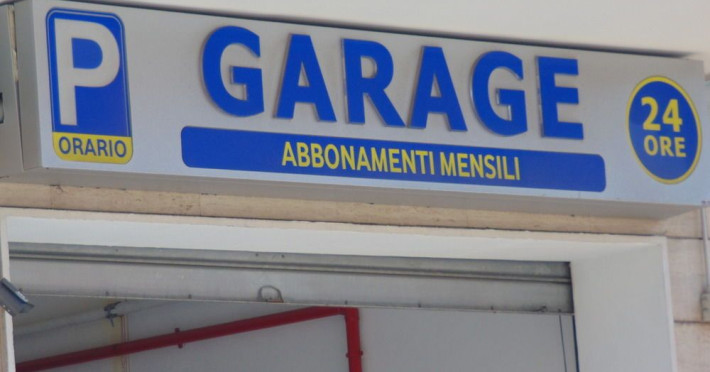 P
ORARIO
GARAGE
ABBONAMENTI MENSILI
24
ORE